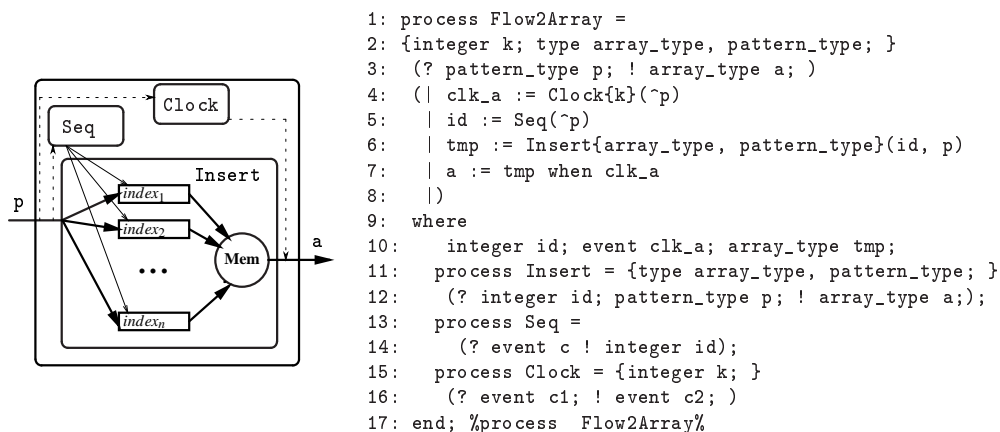 Clock
Seq
Insert
p
index1
index2
Mem
a
...
indexn
1: process Flow2Array =
2: {integer k; type array_type, pattern_type; }
3: (? pattern_type p; ! array_type a; )
4: (| clk_a := Clock{k}(^p)
5: | id := Seq(^p)
6: | tmp := Insert{array_type, pattern_type}(id, p)
7: | a := tmp when clk_a
8: |)
9: where
10: integer id; event clk_a; array_type tmp;
11: process Insert = {type array_type, pattern_type; }
12: (? integer id; pattern_type p; ! array_type a;);
13: process Seq =
14: (? event c ! integer id);
15: process Clock = {integer k; }
16: (? event c1; ! event c2; )
17: end; %process Flow2Array%